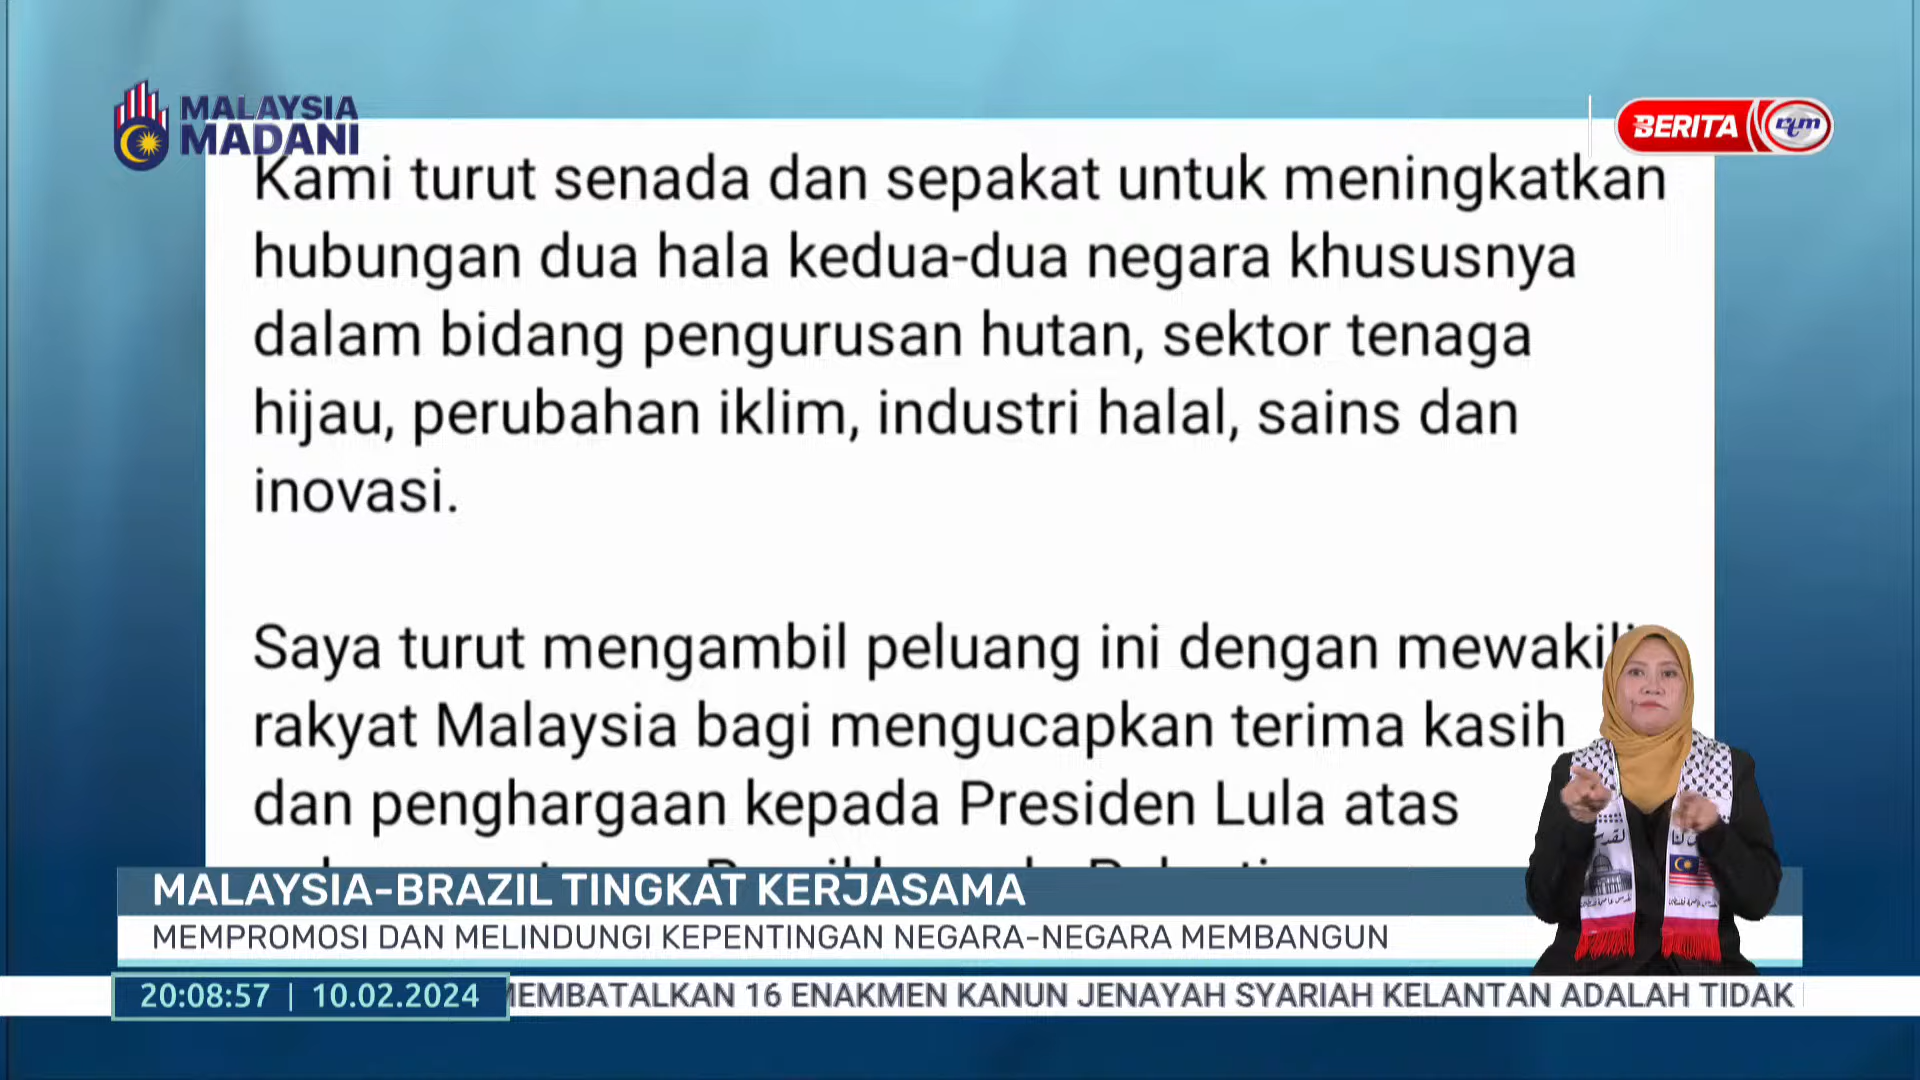 MALAYSIA
MADANI
BERITA rtm
Kami turut senada dan sepakat untuk meningkatkan
hubungan dua hala kedua-dua negara khususnya
dalam bidang pengurusan hutan, sektor tenaga
hijau, perubahan iklim, industri halal, sains dan
inovasi.
Saya turut mengambil peluang ini dengan mewakili
rakyat Malaysia bagi mengucapkan terima kasih
dan penghargaan kepada Presiden Lula atas
MALAYSIA-BRAZIL TINGKAT KERJASAMA
MEMPROMOSI DAN MELINDUNGI KEPENTINGAN NEGARA-NEGARA MEMBANGUN
20:08:57 | 10.02.2024
MEMBATALKAN 16 ENAKMEN KANUN JENAYAH SYARIAH KELANTAN ADALAH TIDAK